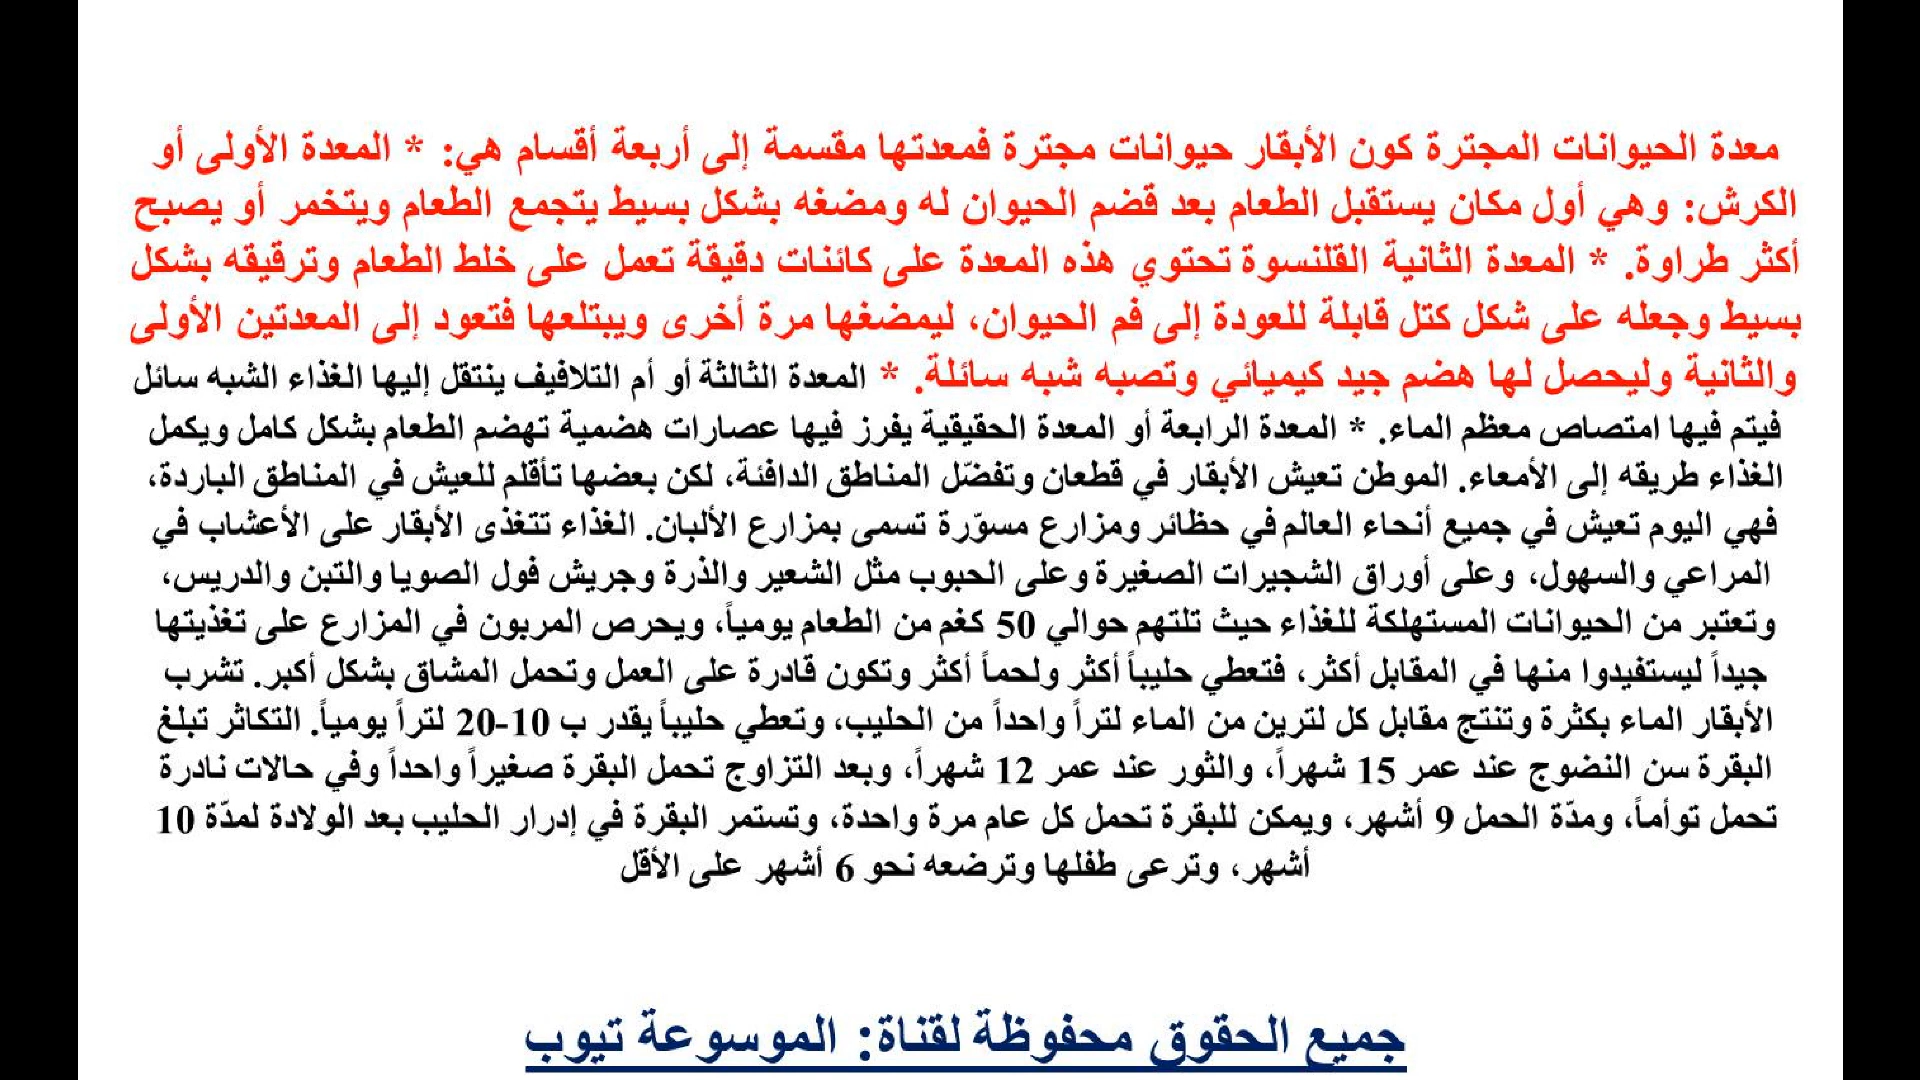 معدة الحيوانات المجترة كون الأبقار حيوانات مجترة فمعدتها مقسمة إلى أربعة أقسام هي: * المعدة الأولى أو
الكرش: وهي أول مكان يستقبل الطعام بعد قضم الحيوان له ومضغه بشكل بسيط يتجمع الطعام ويتخمر أو يصبح
أكثر طراوة. * المعدة الثانية القلنسوة تحتوي هذه المعدة على كائنات دقيقة تعمل على خلط الطعام وترقيقه بشكل
بسيط وجعله على شكل كتل قابلة للعودة إلى فم الحيوان، ليمضغها مرة أخرى ويبتلعها فتعود إلى المعدتين الأولى
والثانية وليحصل لها هضم جيد كيميائي وتصبه شبه سائلة. * المعدة الثالثة أو أم التلافيف ينتقل إليها الغذاء الشبه سائل
فيتم فيها امتصاص معظم الماء. * المعدة الرابعة أو المعدة الحقيقية يفرز فيها عصارات هضمية تهضم الطعام بشكل كامل ويكمل
الغذاء طريقه إلى الأمعاء. الموطن تعيش الأبقار في قطعان وتفضّل المناطق الدافئة، لكن بعضها تأقلم للعيش في المناطق الباردة،
فهي اليوم تعيش في جميع أنحاء العالم في حظائر ومزارع مسوّرة تسمى بمزارع الألبان. الغذاء تتغذى الأبقار على الأعشاب في
المراعي والسهول، وعلى أوراق الشجيرات الصغيرة وعلى الحبوب مثل الشعير والذرة وجريش فول الصويا والتبن والدريس،
وتعتبر من الحيوانات المستهلكة للغذاء حيث تلتهم حوالي 50 كغم من الطعام يومياً، ويحرص المربون في المزارع على تغذيتها
جيداً ليستفيدوا منها في المقابل أكثر، فتعطي حليباً أكثر ولحماً أكثر وتكون قادرة على العمل وتحمل المشاق بشكل أكبر. تشرب
الأبقار الماء بكثرة وتنتج مقابل كل لترين من الماء لتراً واحداً من الحليب، وتعطي حليباً يقدر ب 10-20 لتراً يومياً. التكاثر تبلغ
البقرة سن النضوج عند عمر 15 شهراً، والثور عند عمر 12 شهراً، وبعد التزاوج تحمل البقرة صغيراً واحداً وفي حالات نادرة
تحمل توأماً، ومدّة الحمل 9 أشهر، ويمكن للبقرة تحمل كل عام مرة واحدة، وتستمر البقرة في إدرار الحليب بعد الولادة لمدّة 10
أشهر، وترعى طفلها وترضعه نحو 6 أشهر على الأقل
جميع الحقوق محفوظة لقناة: الموسوعة تيوب